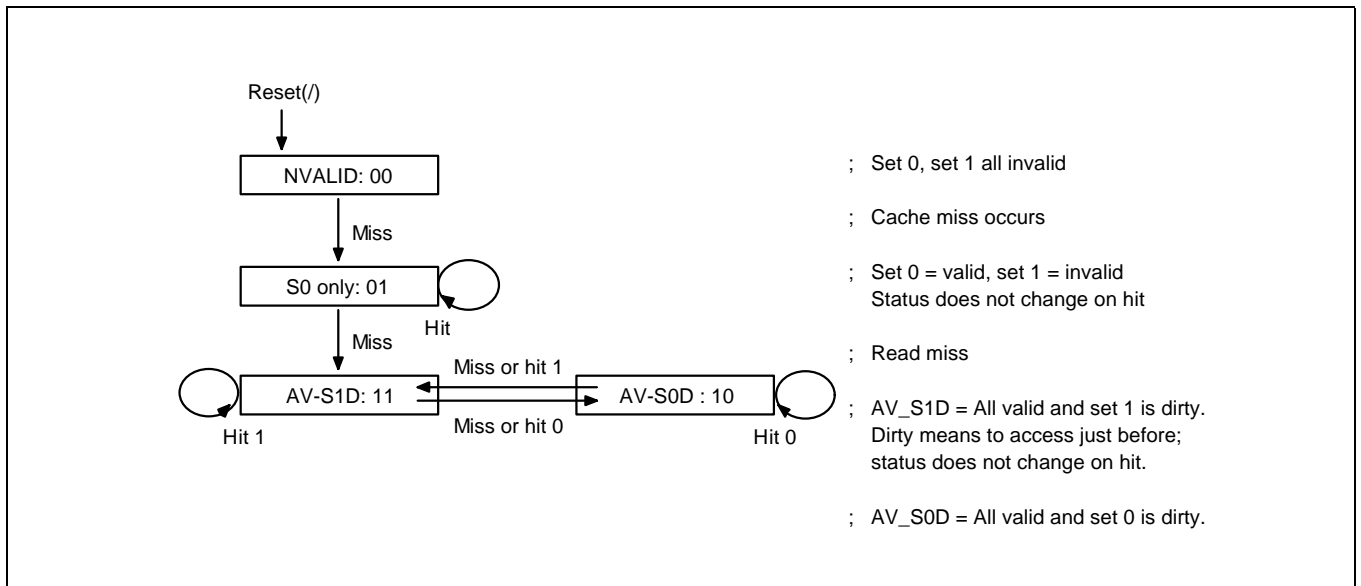 Reset(/)
NVALID: 00
Miss
S0 only: 01
Hit
Miss
AV-S1D: 11
Hit 1
Miss or hit 1
Miss or hit 0
AV-S0D : 10
Hit 0
; Set 0, set 1 all invalid
; Cache miss occurs
; Set 0 = valid, set 1 = invalid
Status does not change on hit
; Read miss
; AV_S1D = All valid and set 1 is dirty.
Dirty means to access just before;
status does not change on hit.
; AV_S0D = All valid and set 0 is dirty.